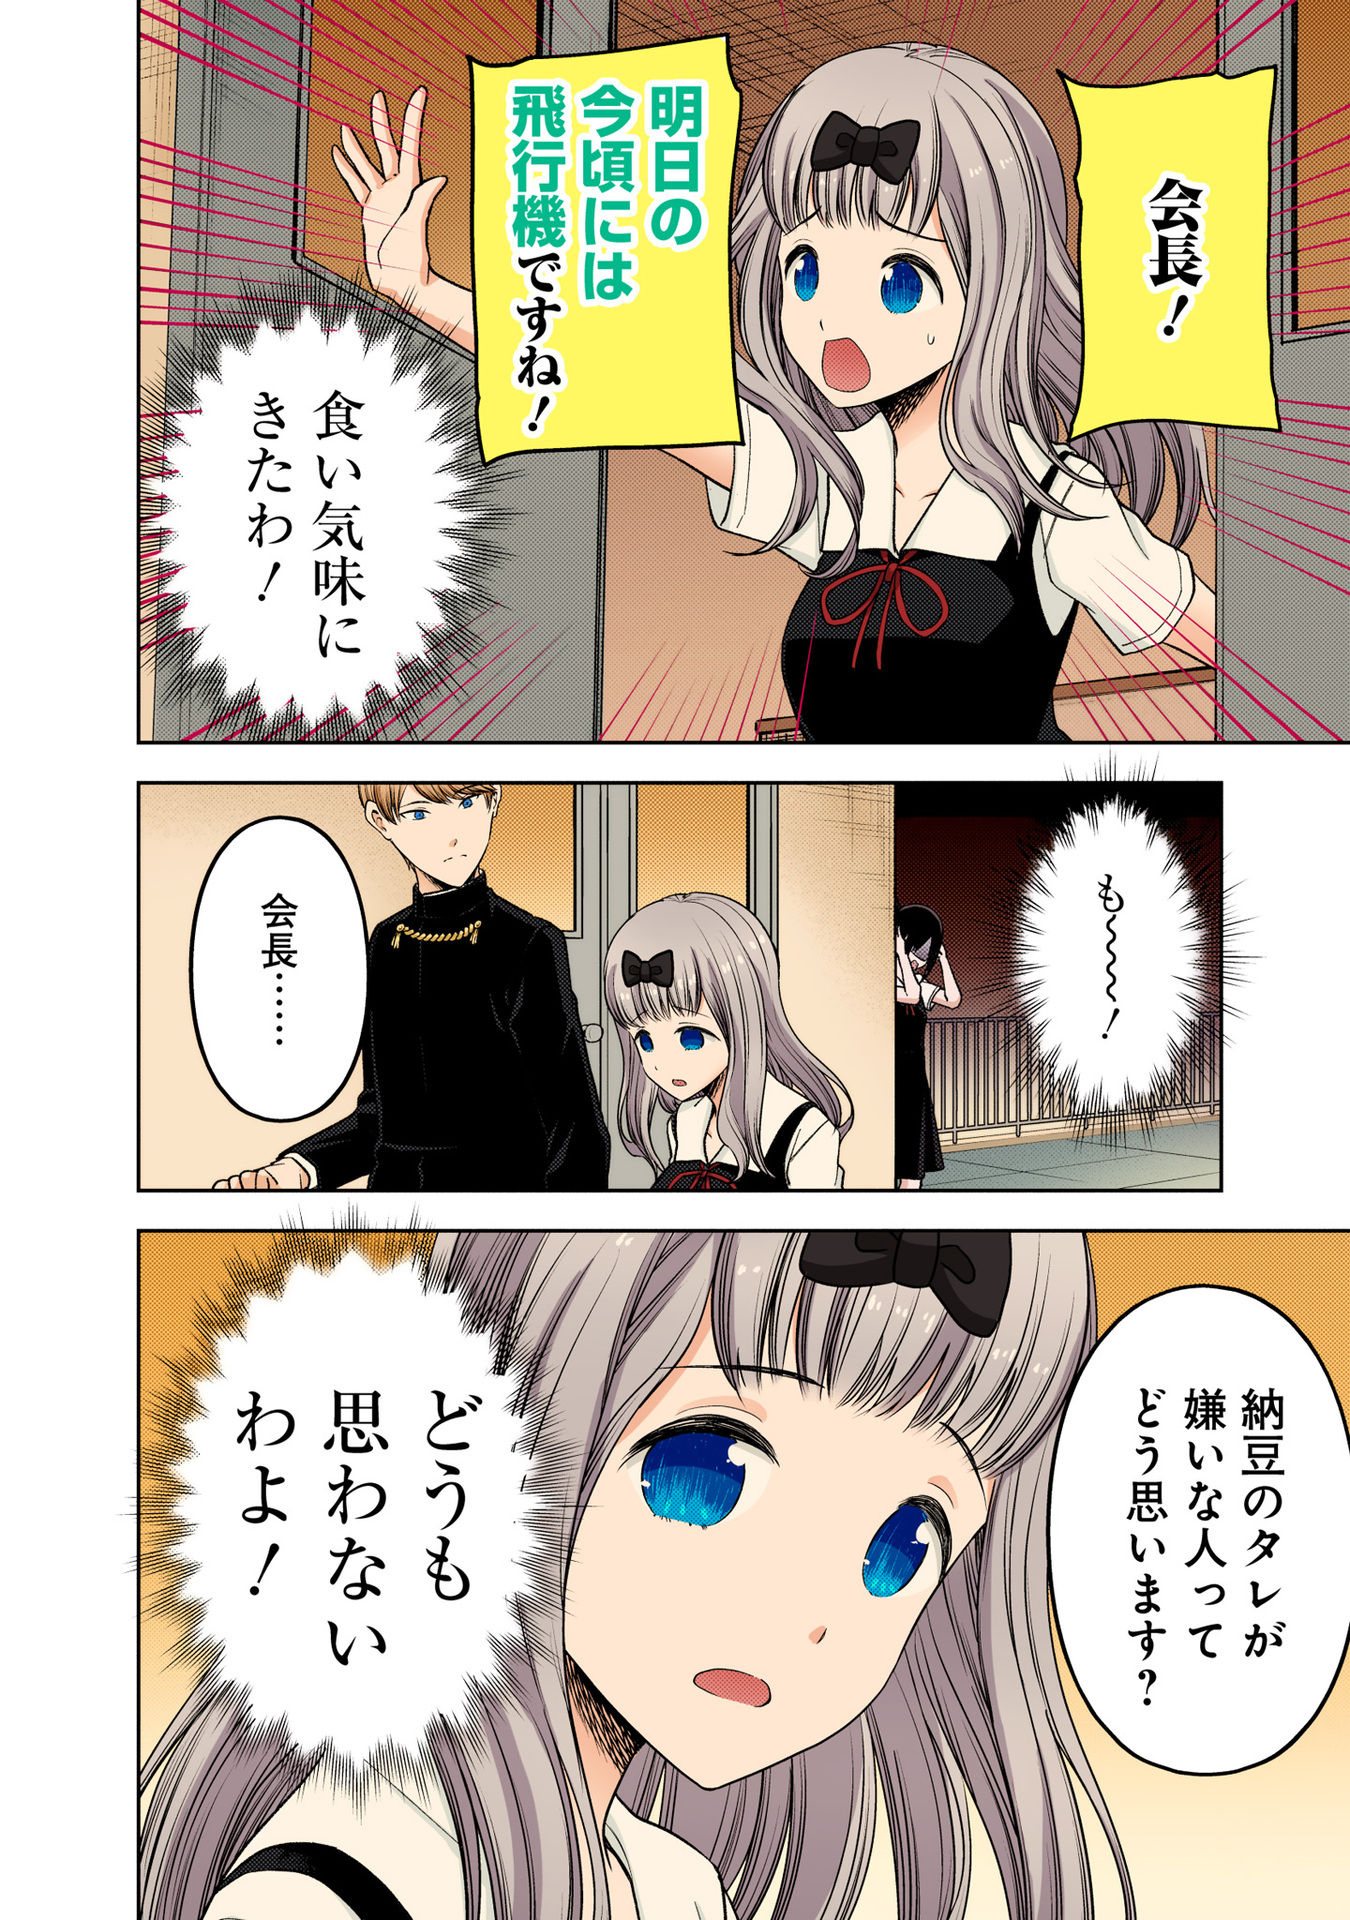 会長！
明日の
今頃には
飛行機ですね！
食い気味に
きたわ！
も〜〜〜！
会長……
納豆のタレが
嫌いな人って
どう思います？
どうも
思わない
わよ！